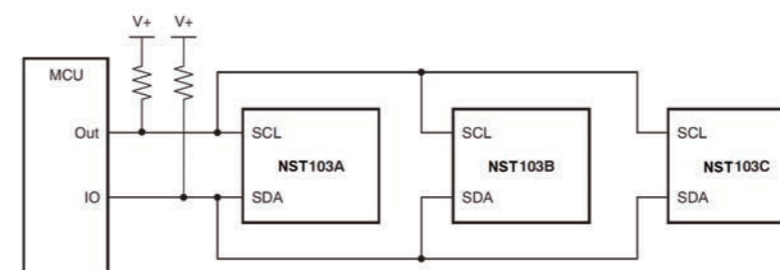 V+ V+
MCU
Out SCL SCL SCL
NST103A NST103B NST103C
IO SDA SDA SDA